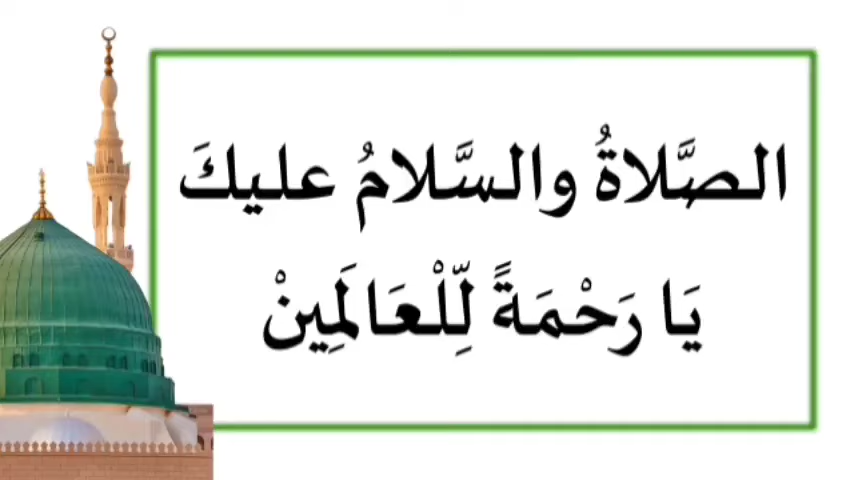 الصَّلاةُ والسَّلامُ عليكَ
يَا رَحْمَةً لِّلْعَالَمِينْ